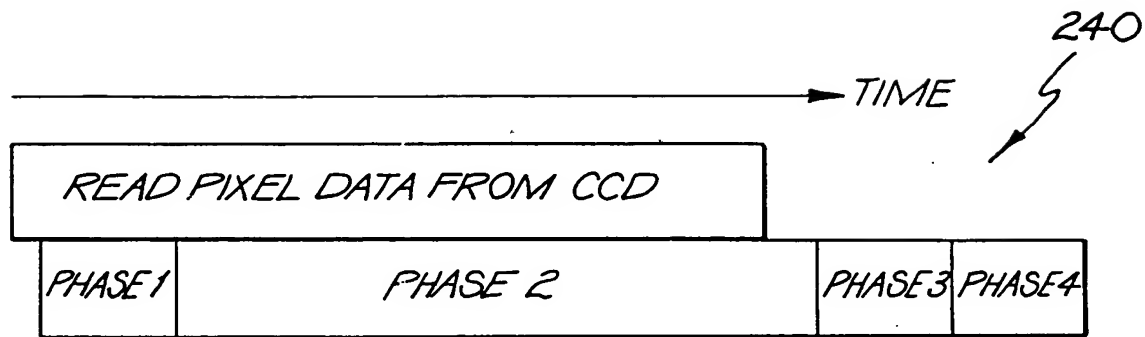 240
TIME
READ PIXEL DATA FROM CCD
PHASE 1 PHASE 2 PHASE 3 PHASE 4